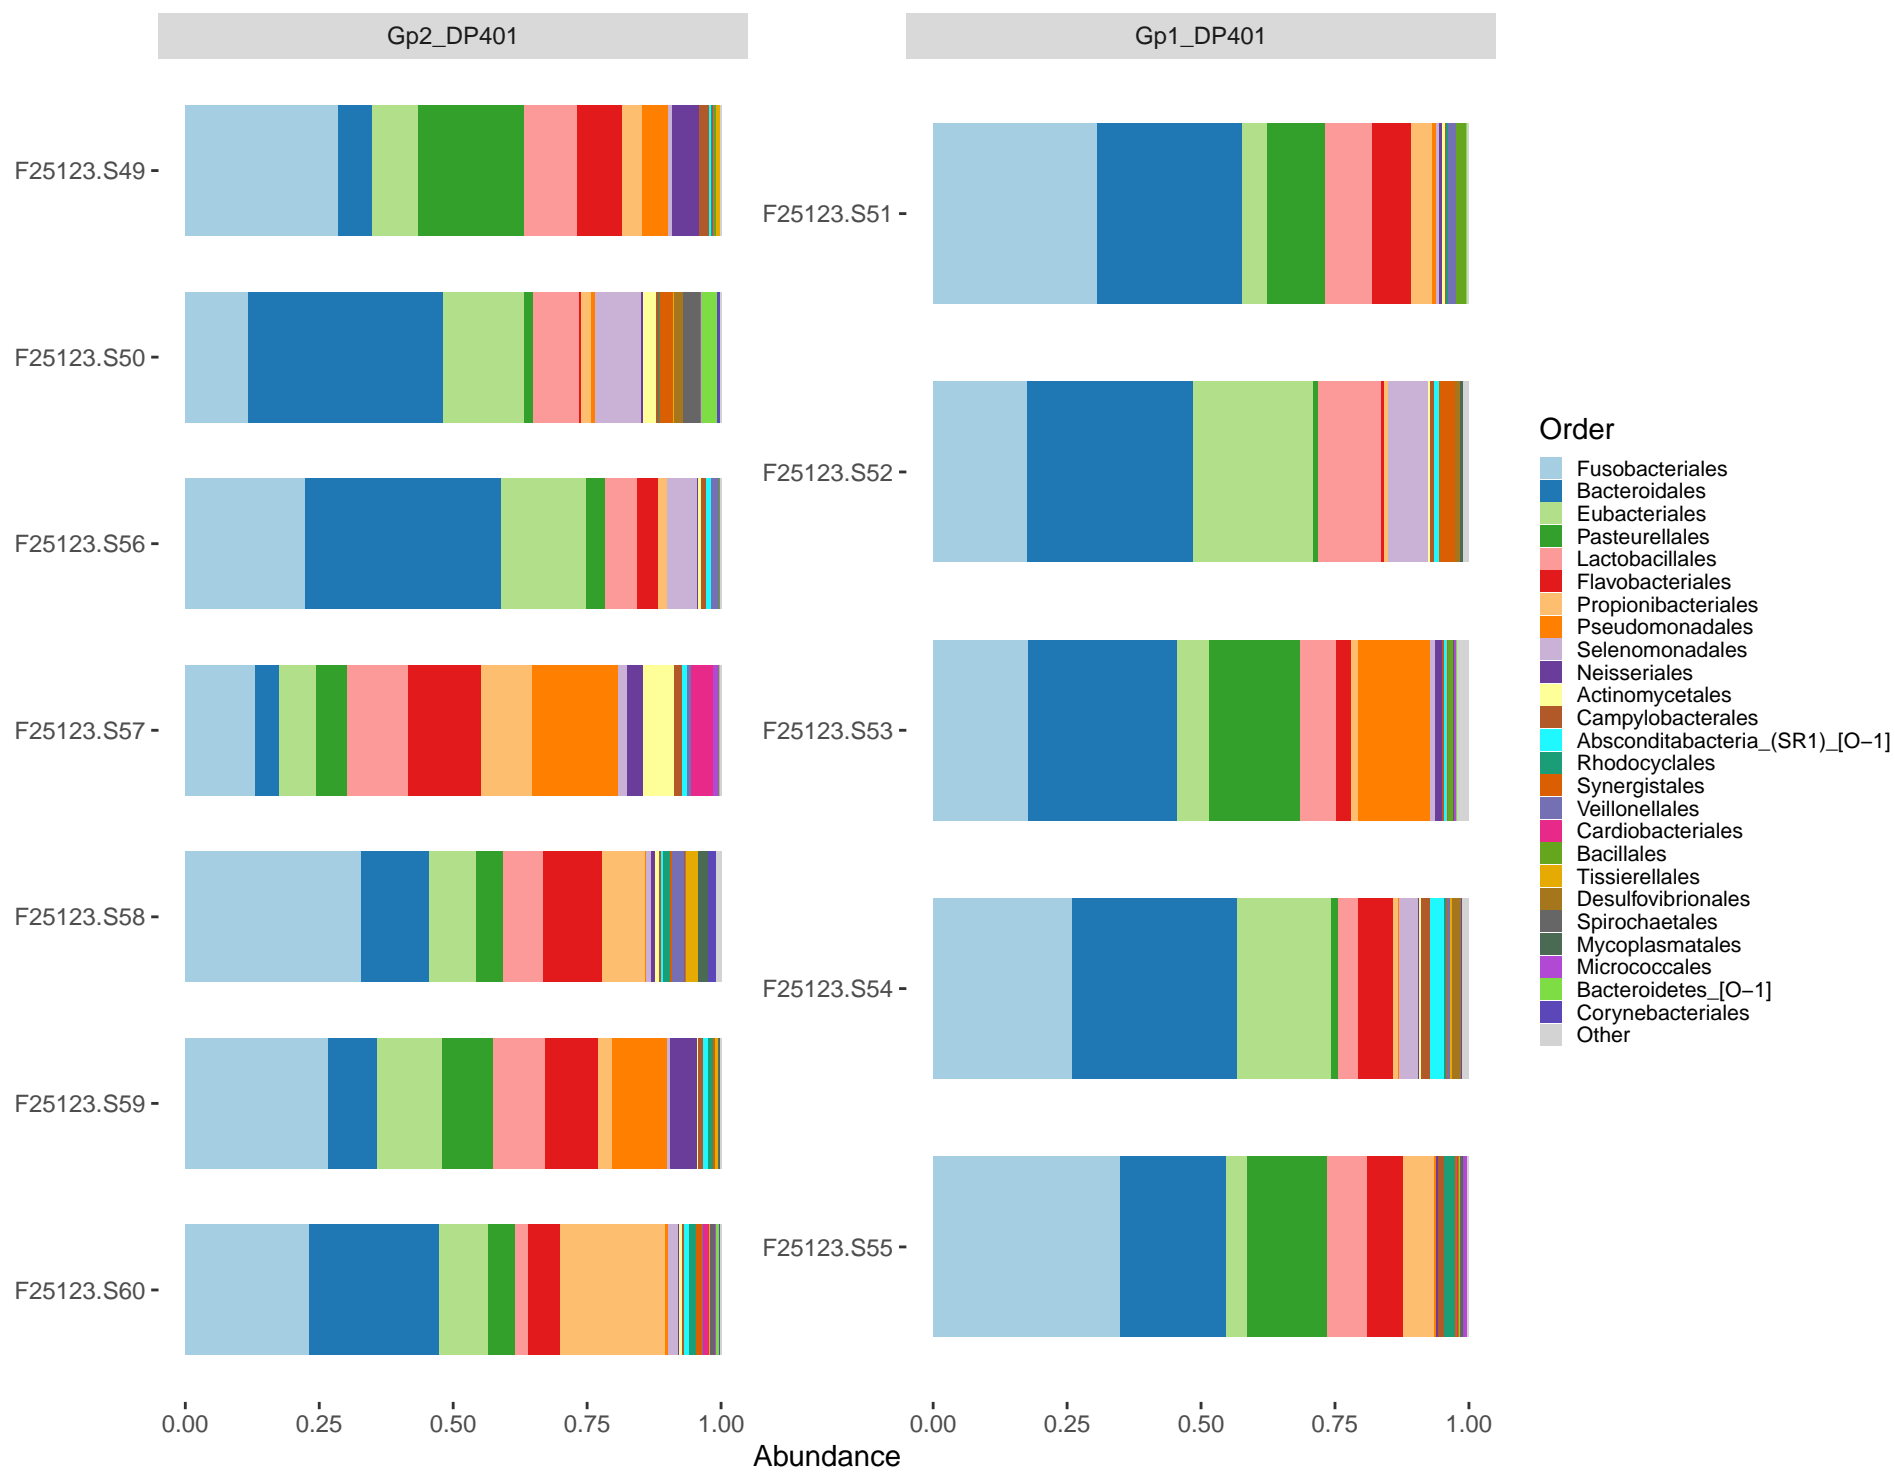 Gp2_DP401
Gp1_DP401
F25123.S49
F25123.S50
F25123.S56
F25123.S57
F25123.S58
F25123.S59
F25123.S60
F25123.S51
F25123.S52
F25123.S53
F25123.S54
F25123.S55
0.00 0.25 0.50 0.75 1.00
0.00 0.25 0.50 0.75 1.00
Abundance
Order
Fusobacteriales
Bacteroidales
Eubacteriales
Pasteurellales
Lactobacillales
Flavobacteriales
Propionibacteriales
Pseudomonadales
Selenomonadales
Neisseriales
Actinomycetales
Campylobacterales
Absconditabacteria_(SR1)_[O−1]
Rhodocyclales
Synergistales
Veillonellales
Cardiobacteriales
Bacillales
Tissierellales
Desulfovibrionales
Spirochaetales
Mycoplasmatales
Micrococcales
Bacteroidetes_[O−1]
Corynebacteriales
Other